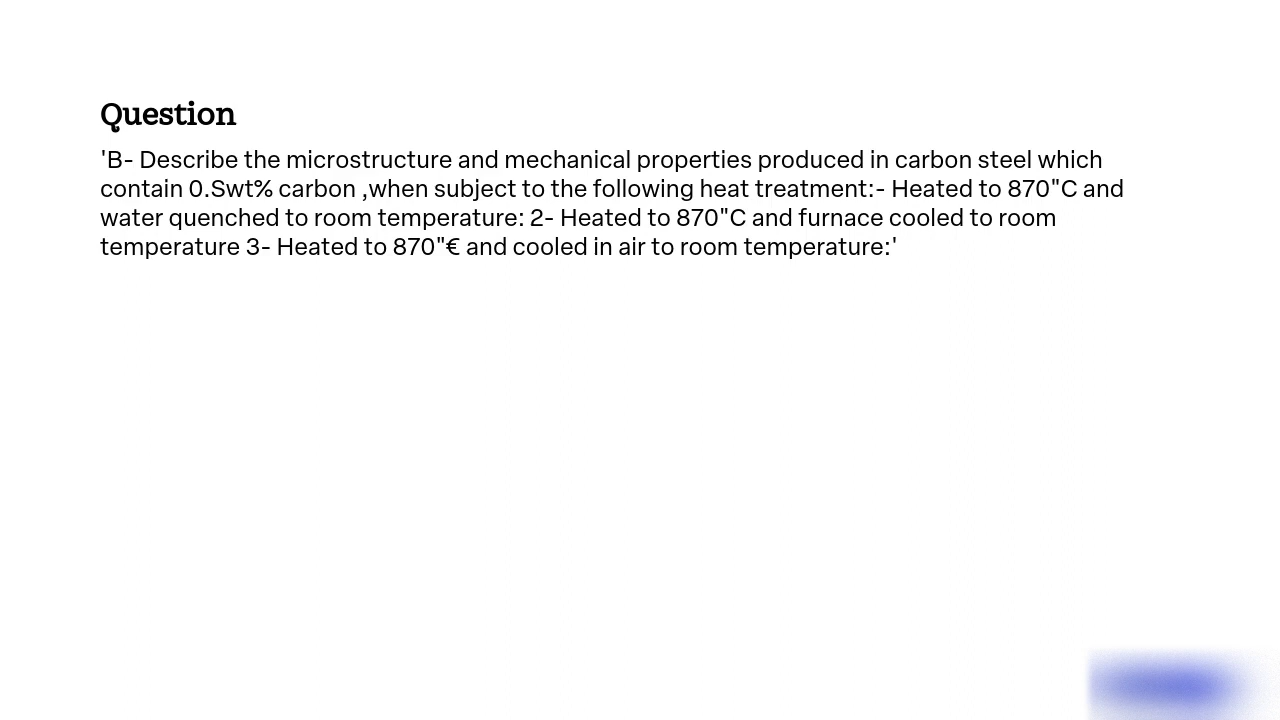 Question
'B- Describe the microstructure and mechanical properties produced in carbon steel which
contain 0.Swt% carbon ,when subject to the following heat treatment:- Heated to 870"C and
water quenched to room temperature: 2- Heated to 870"C and furnace cooled to room
temperature 3- Heated to 870"€ and cooled in air to room temperature:'